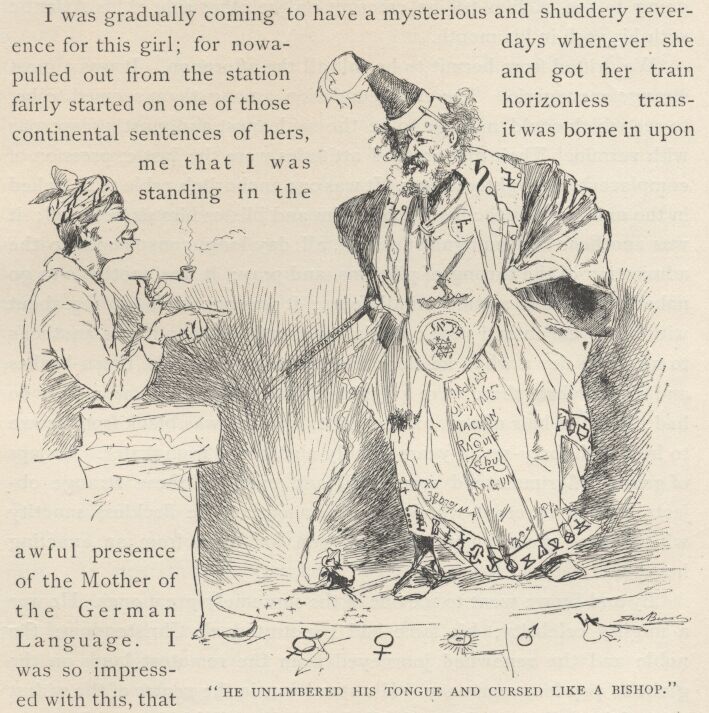 I was gradually coming to have a mysterious and shuddery rever-
ence for this girl; for nowa- days whenever she
pulled out from the station and got her train
fairly started on one of those horizonless trans-
continental sentences of hers, it was borne in upon
me that I was
standing in the
awful presence
of the Mother of
the German
Language. I
was so impress-
ed with this, that
Dan Beard
"HE UNLIMBERED HIS TONGUE AND CURSED LIKE A BISHOP."